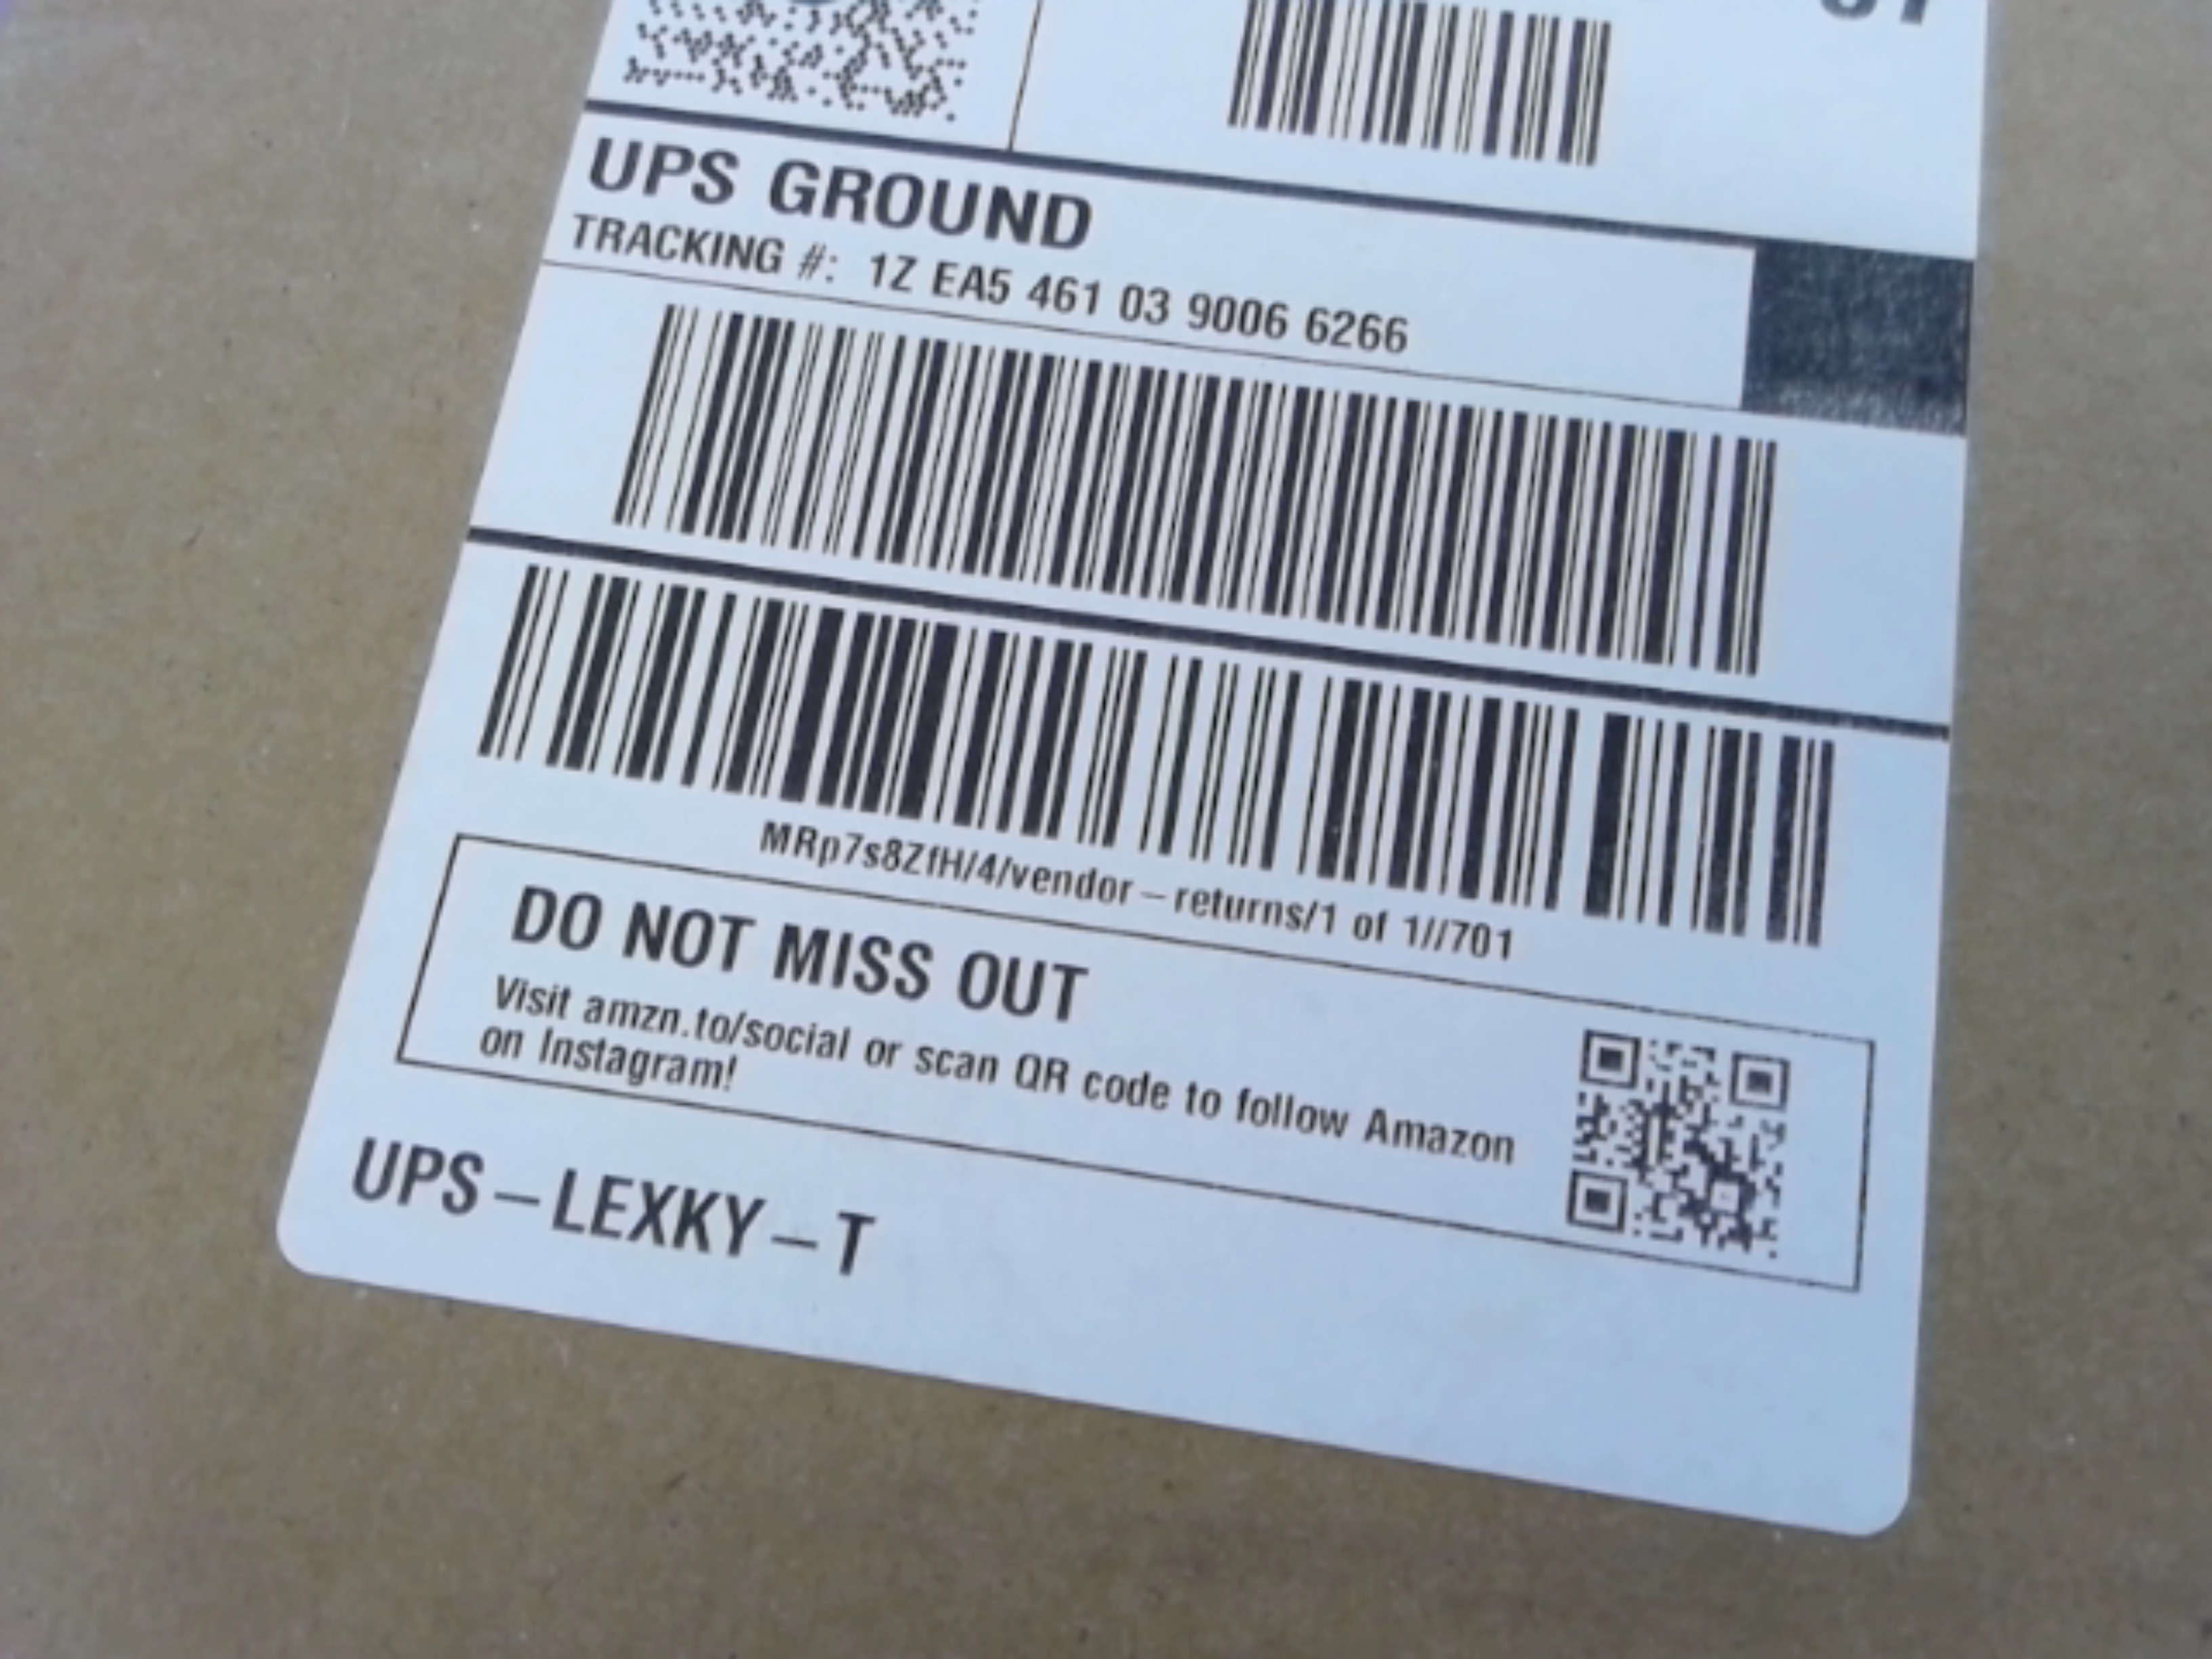 UPS GROUND
TRACKING #: 1Z EA5 461 03 9006 6266
MRp7s8ZfH/4/vendor-returns/1 of 1//701
DO NOT MISS OUT
Visit amzn.to/social or scan QR code to follow Amazon
on Instagram!
UPS-LEXKY-T